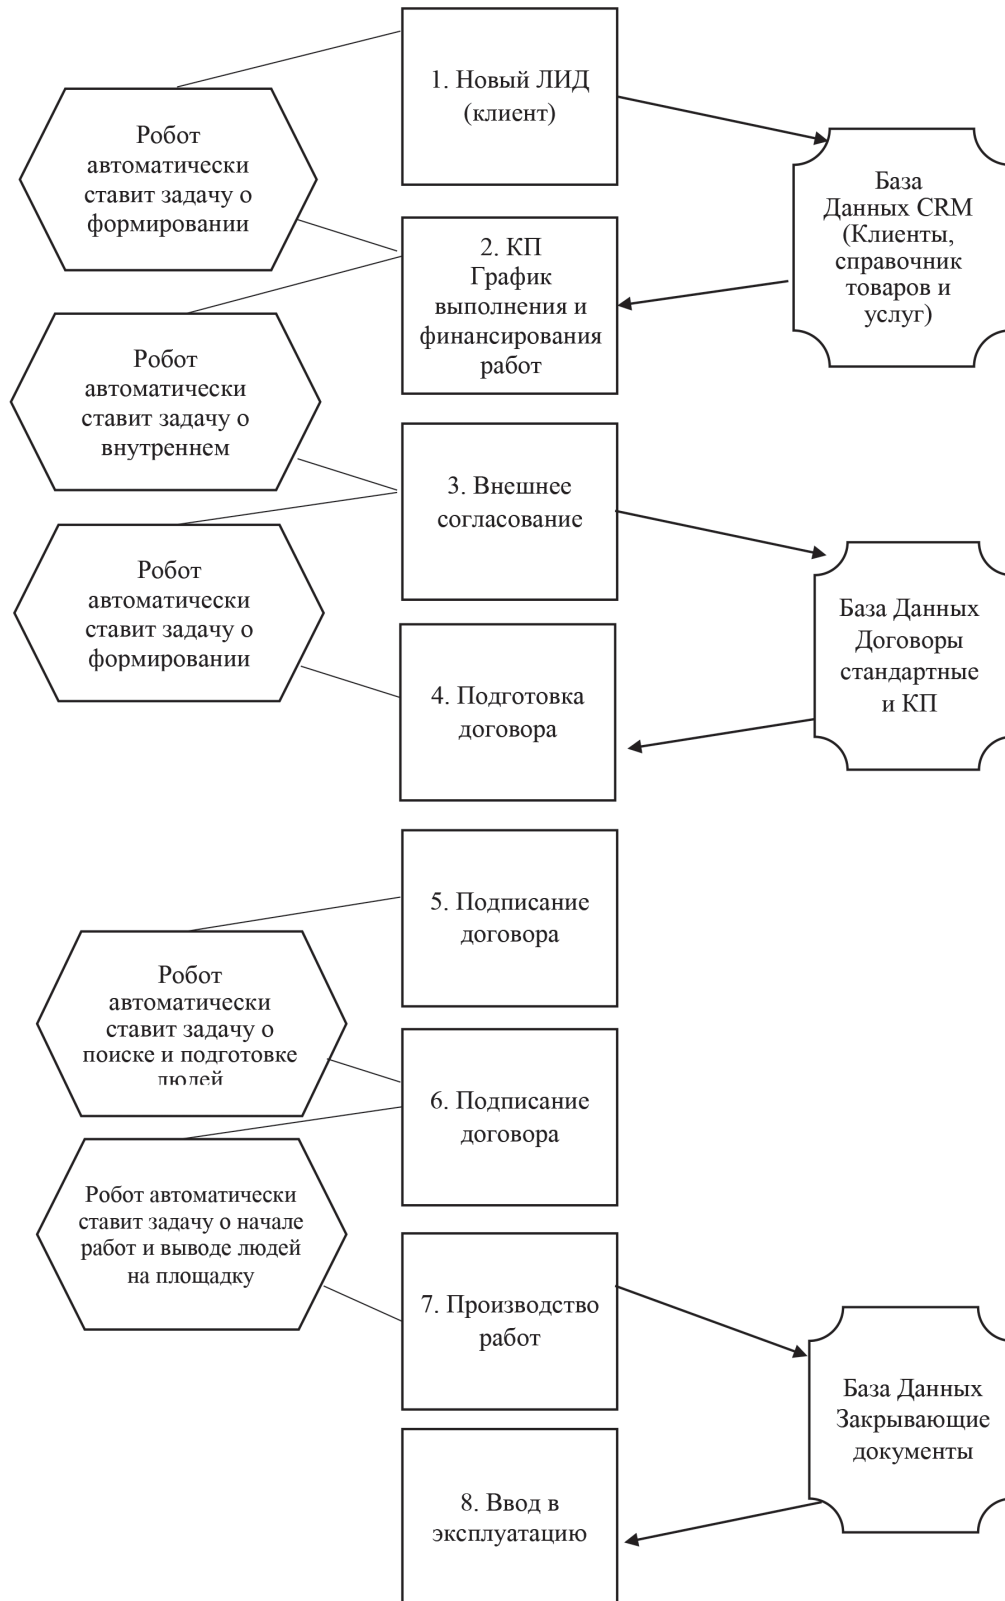 1. Новый ЛИД
(клиент)
Робот
автоматически
ставит задачу о
формировании
База
Данных CRM
(Клиенты,
справочник
товаров и
услуг)
2. КП
График
выполнения и
финансирования
работ
Робот
автоматически
ставит задачу о
внутреннем
3. Внешнее
согласование
Робот
автоматически
ставит задачу о
формировании
База Данных
Договоры
стандартные
и КП
4. Подготовка
договора
5. Подписание
договора
Робот
автоматически
ставит задачу о
поиске и подготовке
людей
6. Подписание
договора
Робот автоматически
ставит задачу о начале
работ и выводе людей
на площадку
7. Производство
работ
База Данных
Закрывающие
документы
8. Ввод в
эксплуатацию